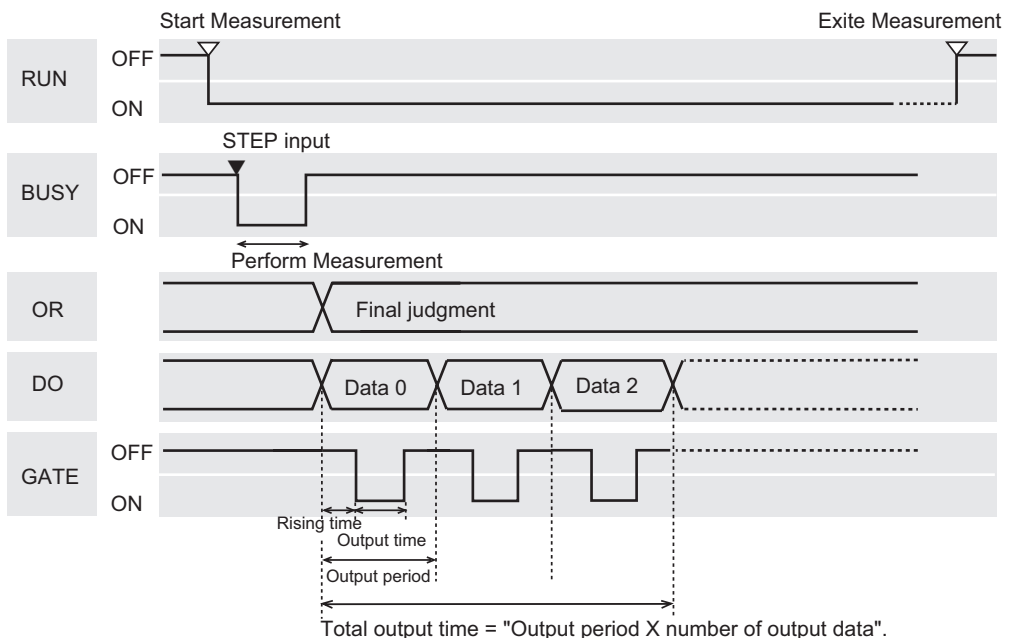 Start Measurement
Exite Measurement
RUN
OFF
ON
STEP input
BUSY
OFF
ON
Perform Measurement
OR
Final judgment
DO
Data 0
Data 1
Data 2
GATE
OFF
ON
Rising time
Output time
Output period
Total output time = "Output period X number of output data".